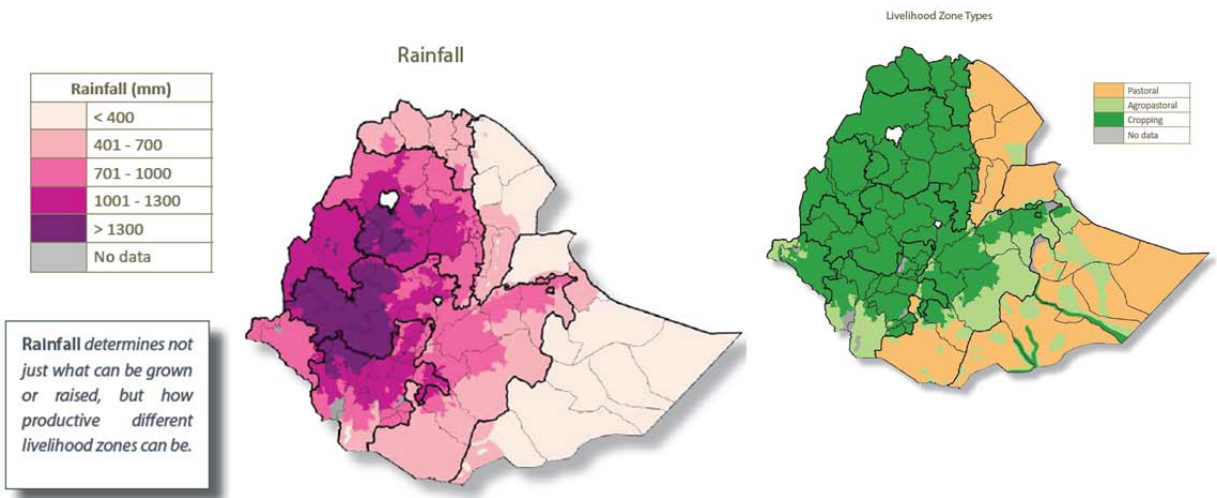 Rainfall (mm)
< 400
401 - 700
701 - 1000
1001 - 1300
> 1300
No data
Rainfall determines not
just what can be grown
or raised, but how
productive different
livelihood zones can be.
Rainfall
Livelihood Zone Types
Pastoral
Agropastoral
Cropping
No data